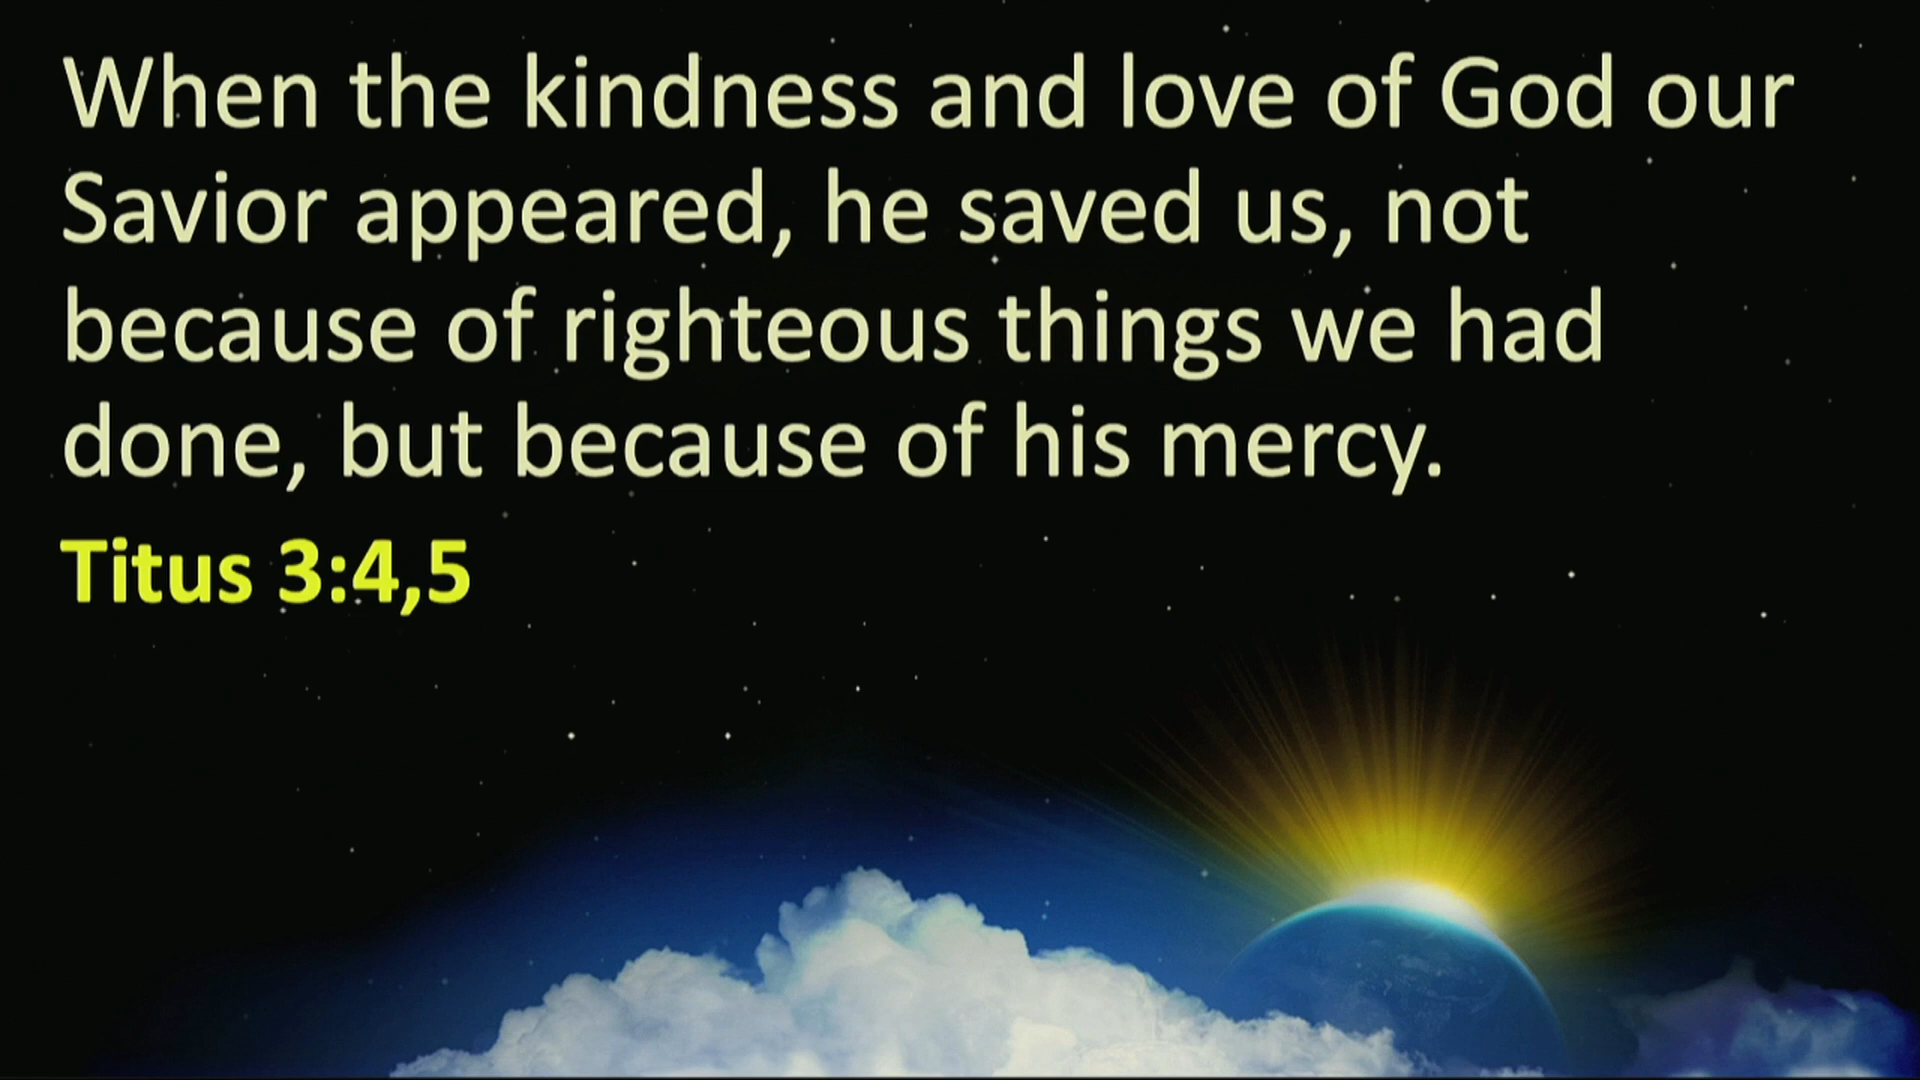 When the kindness and love of God our
Savior appeared, he saved us, not
because of righteous things we had
done, but because of his mercy.
Titus 3:4,5